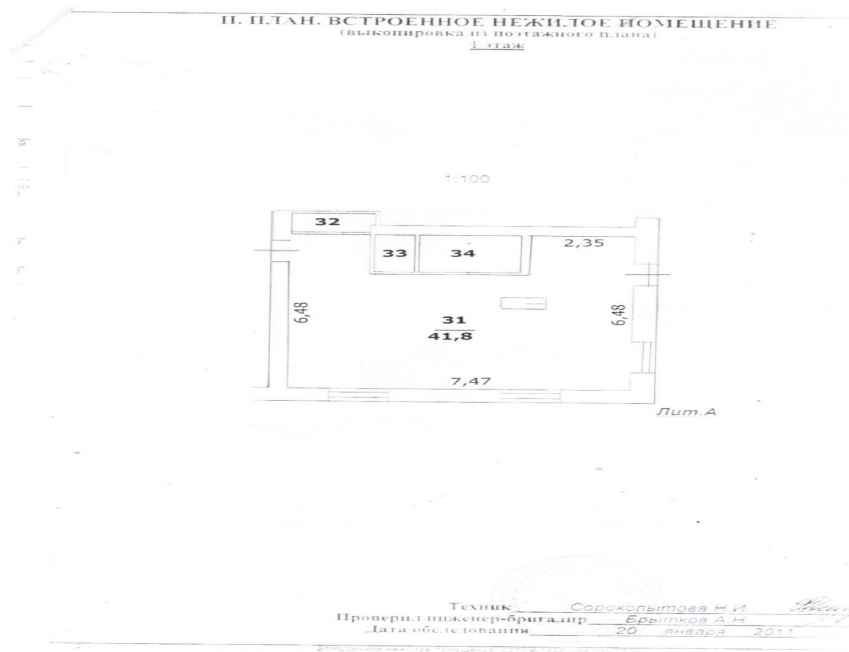 II. ПЛАН. ВСТРОЕННОЕ НЕЖИЛОЕ ПОМЕЩЕНИЕ
(выкопировка из поэтажного плана)
1 этаж
1:100
32
2,35
33
34
6,48
6,48
31
41,8
7,47
Лит.А
Техник Сорокопытова Н.И.
Проверил инженер-бригадир Брытков А.Н
Дата обследования 20 января 2011